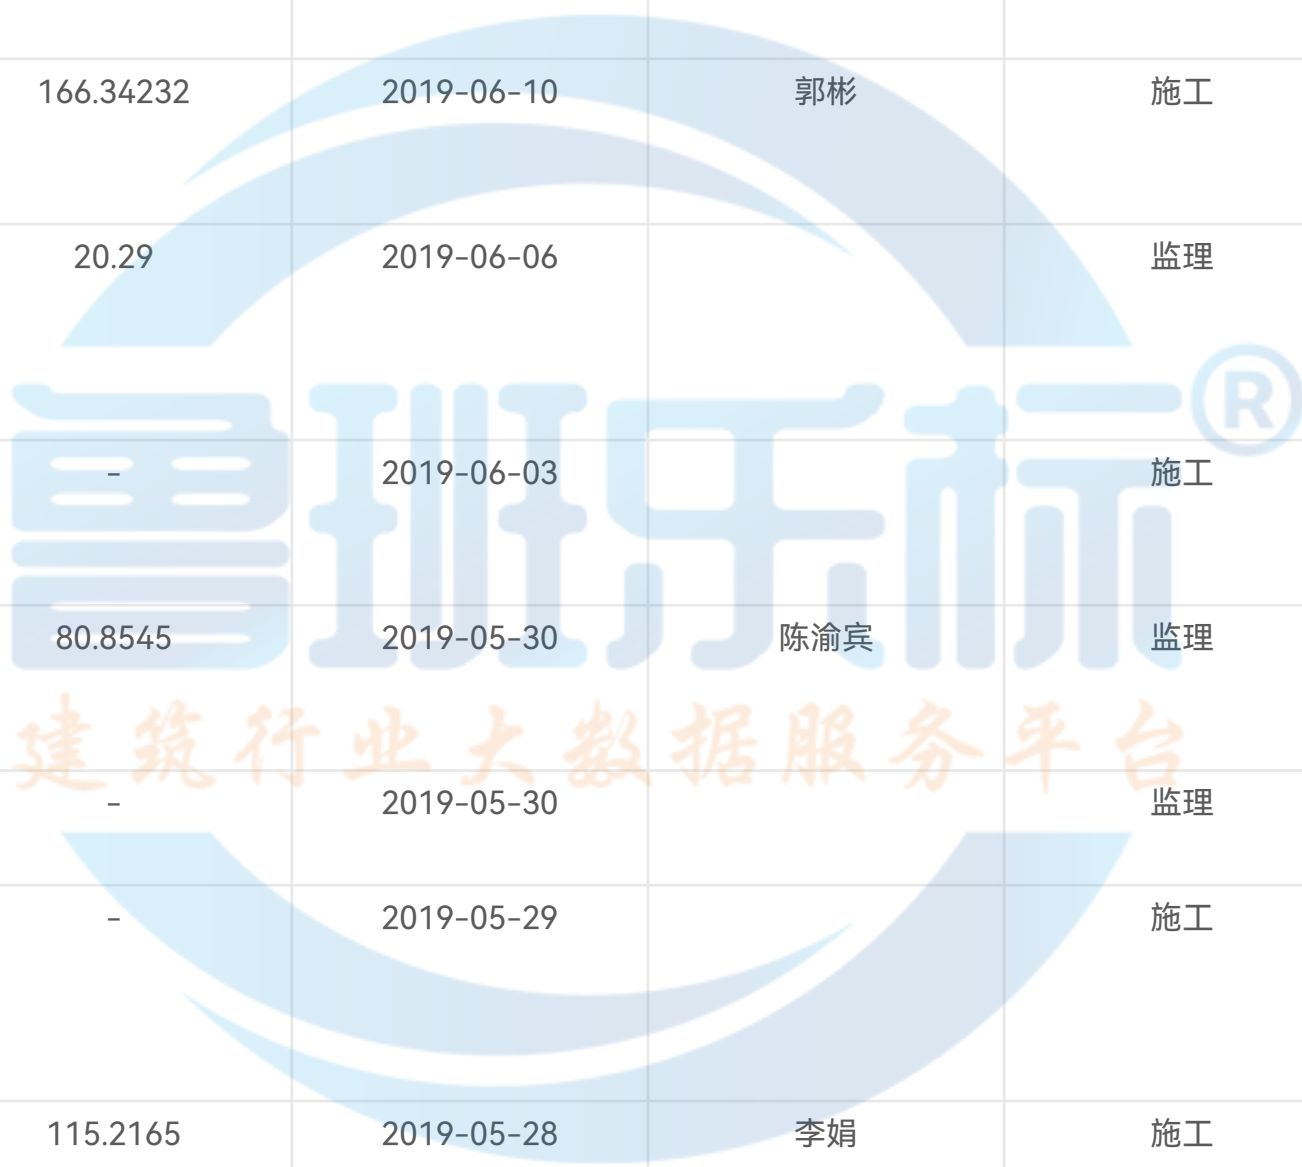 166.34232 2019-06-10 郭彬 施工
20.29 2019-06-06 监理
鲁班乐标®
- 2019-06-03 施工
80.8545 2019-05-30 陈渝宾 监理
建筑行业大数据服务平台
- 2019-05-30 监理
- 2019-05-29 施工
115.2165 2019-05-28 李娟 施工